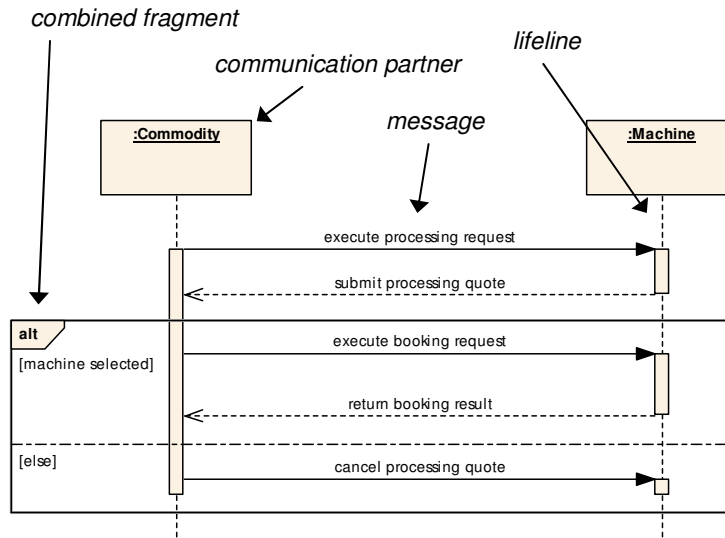 combined fragment
lifeline
communication partner
message
:Commodity
:Machine
execute processing request
submit processing quote
alt
execute booking request
[machine selected]
return booking result
[else]
cancel processing quote